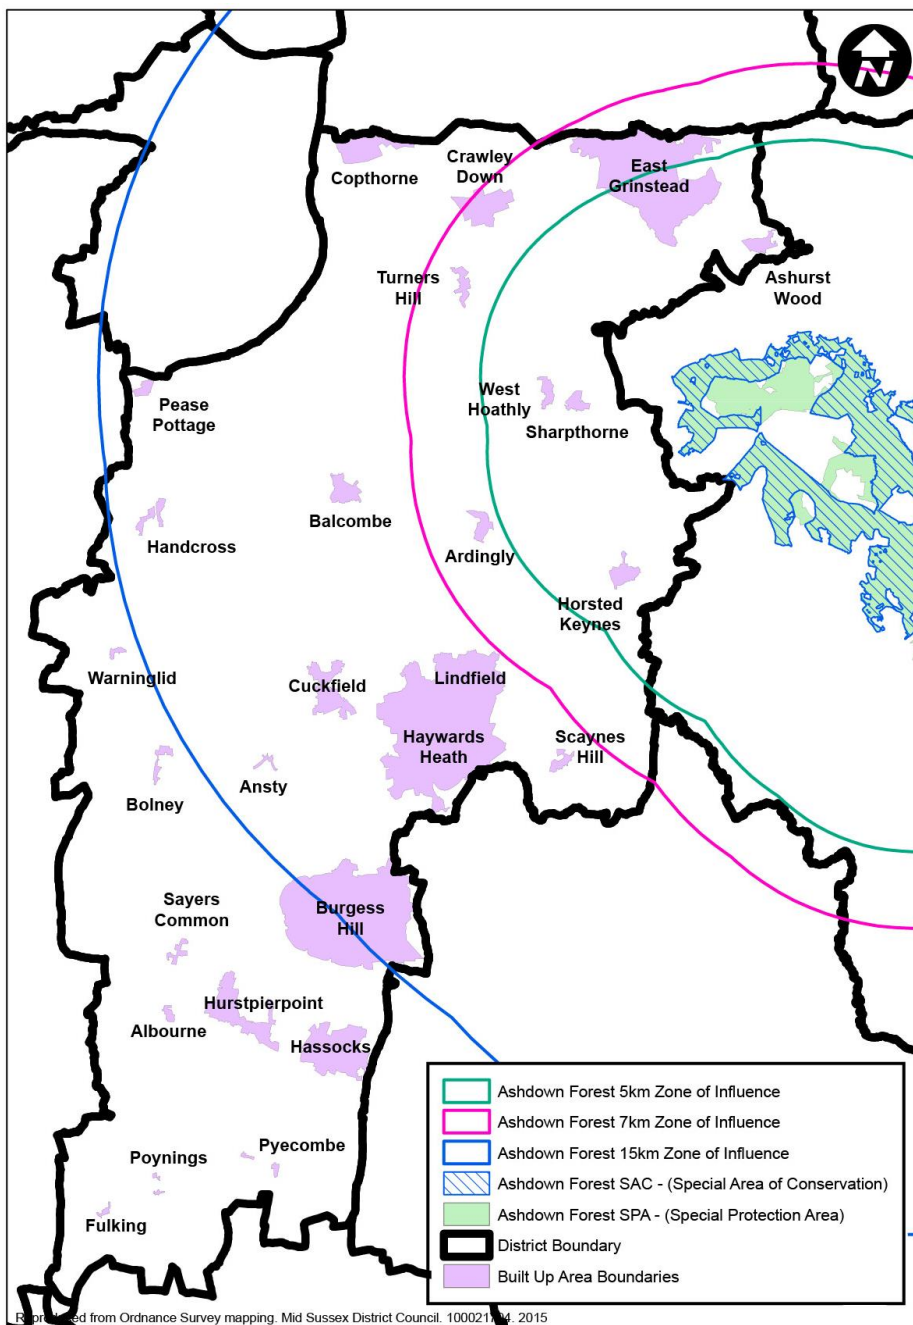 N
Copthorne
Crawley
Down
East
Grinstead
Turners
Hill
Ashurst
Wood
Pease
Pottage
West
Hoathly
Sharpthorne
Balcombe
Handcross
Ardingly
Horsted
Keynes
Warninglid
Cuckfield
Lindfield
Haywards
Heath
Scaynes
Hill
Bolney
Ansty
Sayers
Common
Burgess
Hill
Hurstpierpoint
Albourne
Hassocks
Poynings
Pyecombe
Fulking
Ashdown Forest 5km Zone of Influence
Ashdown Forest 7km Zone of Influence
Ashdown Forest 15km Zone of Influence
Ashdown Forest SAC - (Special Area of Conservation)
Ashdown Forest SPA - (Special Protection Area)
District Boundary
Built Up Area Boundaries
from Ordnance Survey mapping. Mid Sussex District Council. 2015